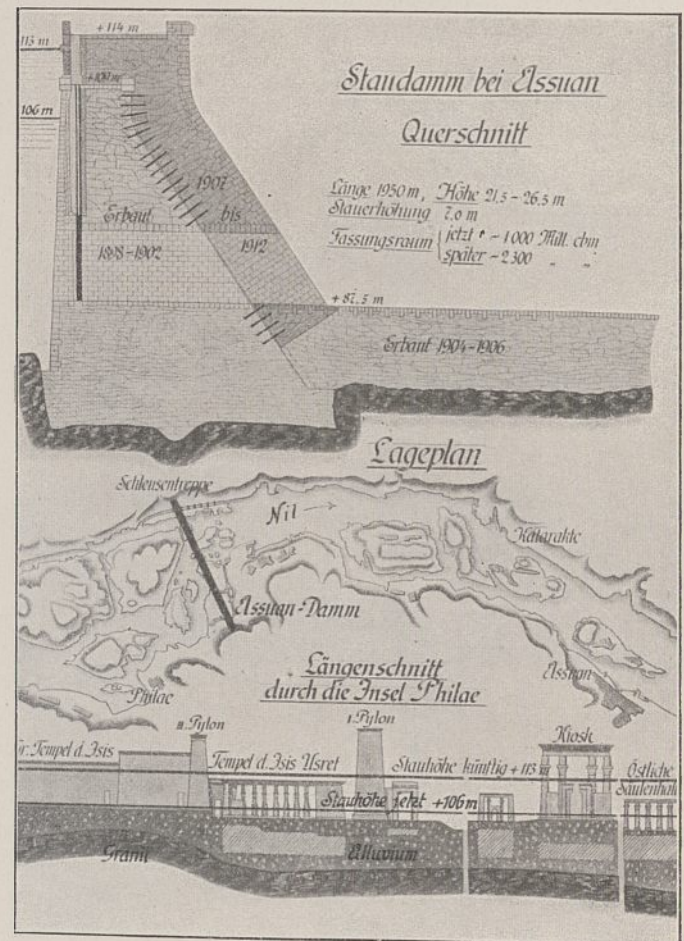 +114 m
113 m
+109 m
106 m
Staudamm bei Assuan
Querschnitt
Länge 1950 m, Höhe 21,5 - 26,5 m
Stauerhöhung 7,0 m
Fassungsraum { jetzt ~ 1000 Mill. cbm
später ~ 2300 " "
1907
bis
1912
Erbaut
1898-1902
+87,5 m
Erbaut 1904-1906
Lageplan
Schleusentreppe
Nil
Katarakte
Assuan-Damm
Assuan
Philae
Längenschnitt
durch die Insel Philae
II. Pylon
I. Pylon
Kiosk
Gr. Tempel d. Isis
Tempel d. Isis Usret
Stauhöhe künftig +113 m
Östliche
Säulenhall
Stauhöhe jetzt +106 m
Granit
Alluvium